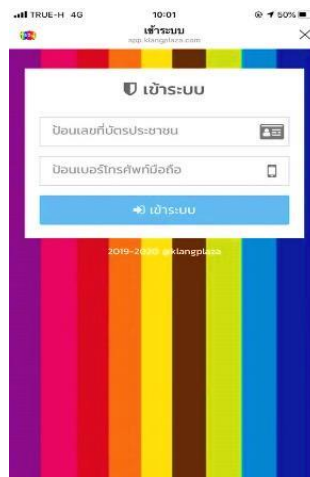 TRUE-H 4G 10:01 50%
เข้าระบบ
app.klangplaza.com
เข้าระบบ
ป้อนเลขที่บัตรประชาชน
ป้อนเบอร์โทรศัพท์มือถือ
เข้าระบบ
2019-2020 @klangplaza